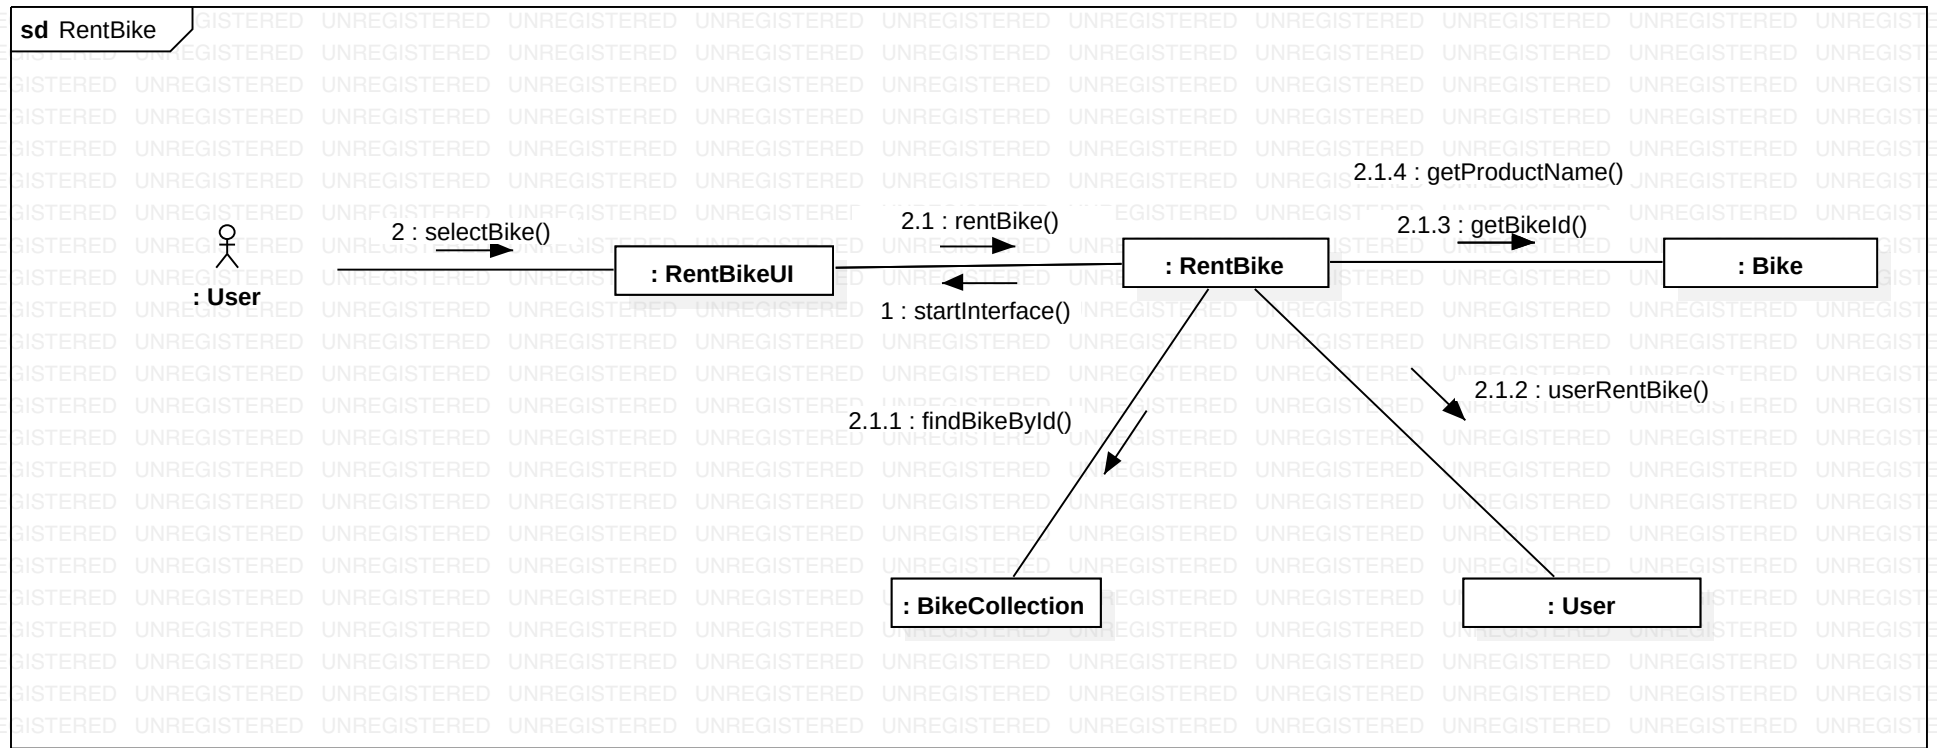 sd RentBike
2.1.4 : getProductName()
2 : selectBike()
2.1 : rentBike()
2.1.3 : getBikeId()
: User
: RentBikeUI
: RentBike
: Bike
1 : startInterface()
2.1.1 : findBikeById()
2.1.2 : userRentBike()
: BikeCollection
: User
UNREGISTERED